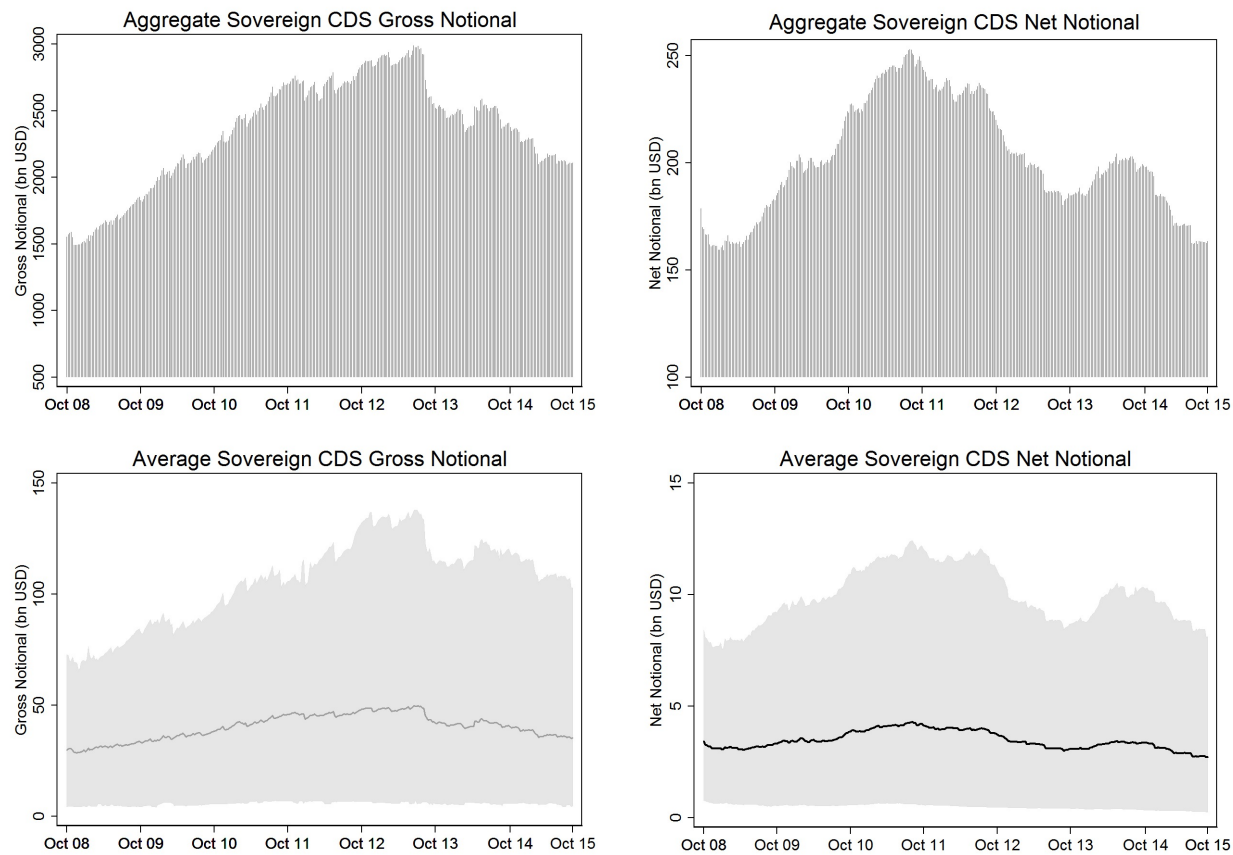 Aggregate Sovereign CDS Gross Notional
Gross Notional (bn USD)
3000
2500
2000
1500
1000
500
Oct 08 Oct 09 Oct 10 Oct 11 Oct 12 Oct 13 Oct 14 Oct 15
Aggregate Sovereign CDS Net Notional
Net Notional (bn USD)
250
200
150
100
Oct 08 Oct 09 Oct 10 Oct 11 Oct 12 Oct 13 Oct 14 Oct 15
Average Sovereign CDS Gross Notional
Gross Notional (bn USD)
150
100
50
0
Oct 08 Oct 09 Oct 10 Oct 11 Oct 12 Oct 13 Oct 14 Oct 15
Average Sovereign CDS Net Notional
Net Notional (bn USD)
15
10
5
0
Oct 08 Oct 09 Oct 10 Oct 11 Oct 12 Oct 13 Oct 14 Oct 15